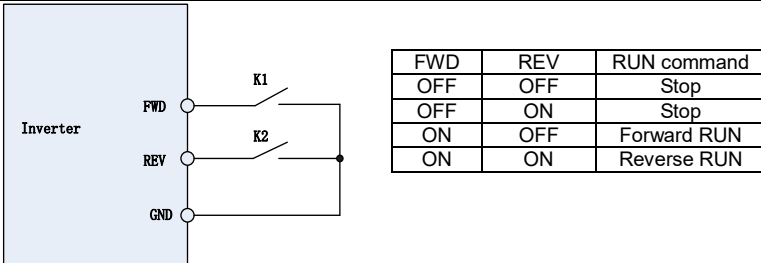 Inverter
FWD
REV
GND
K1
K2
FWD REV RUN command
OFF OFF Stop
OFF ON Stop
ON OFF Forward RUN
ON ON Reverse RUN